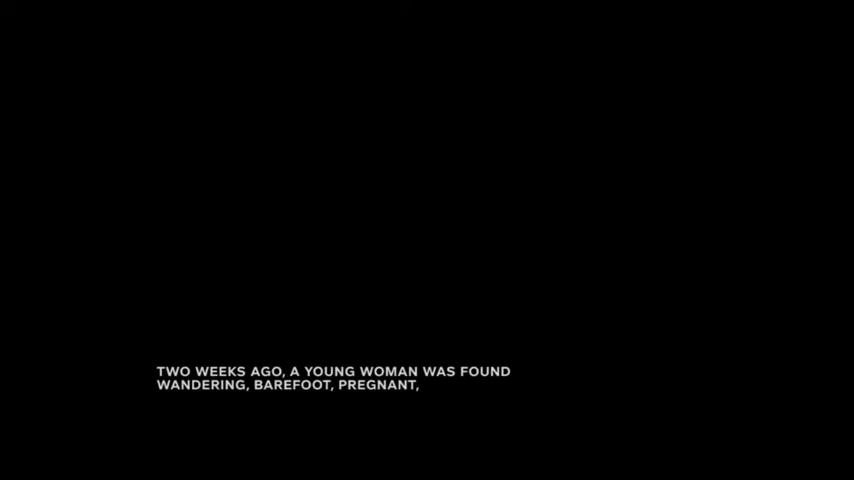 TWO WEEKS AGO, A YOUNG WOMAN WAS FOUND
WANDERING, BAREFOOT, PREGNANT,